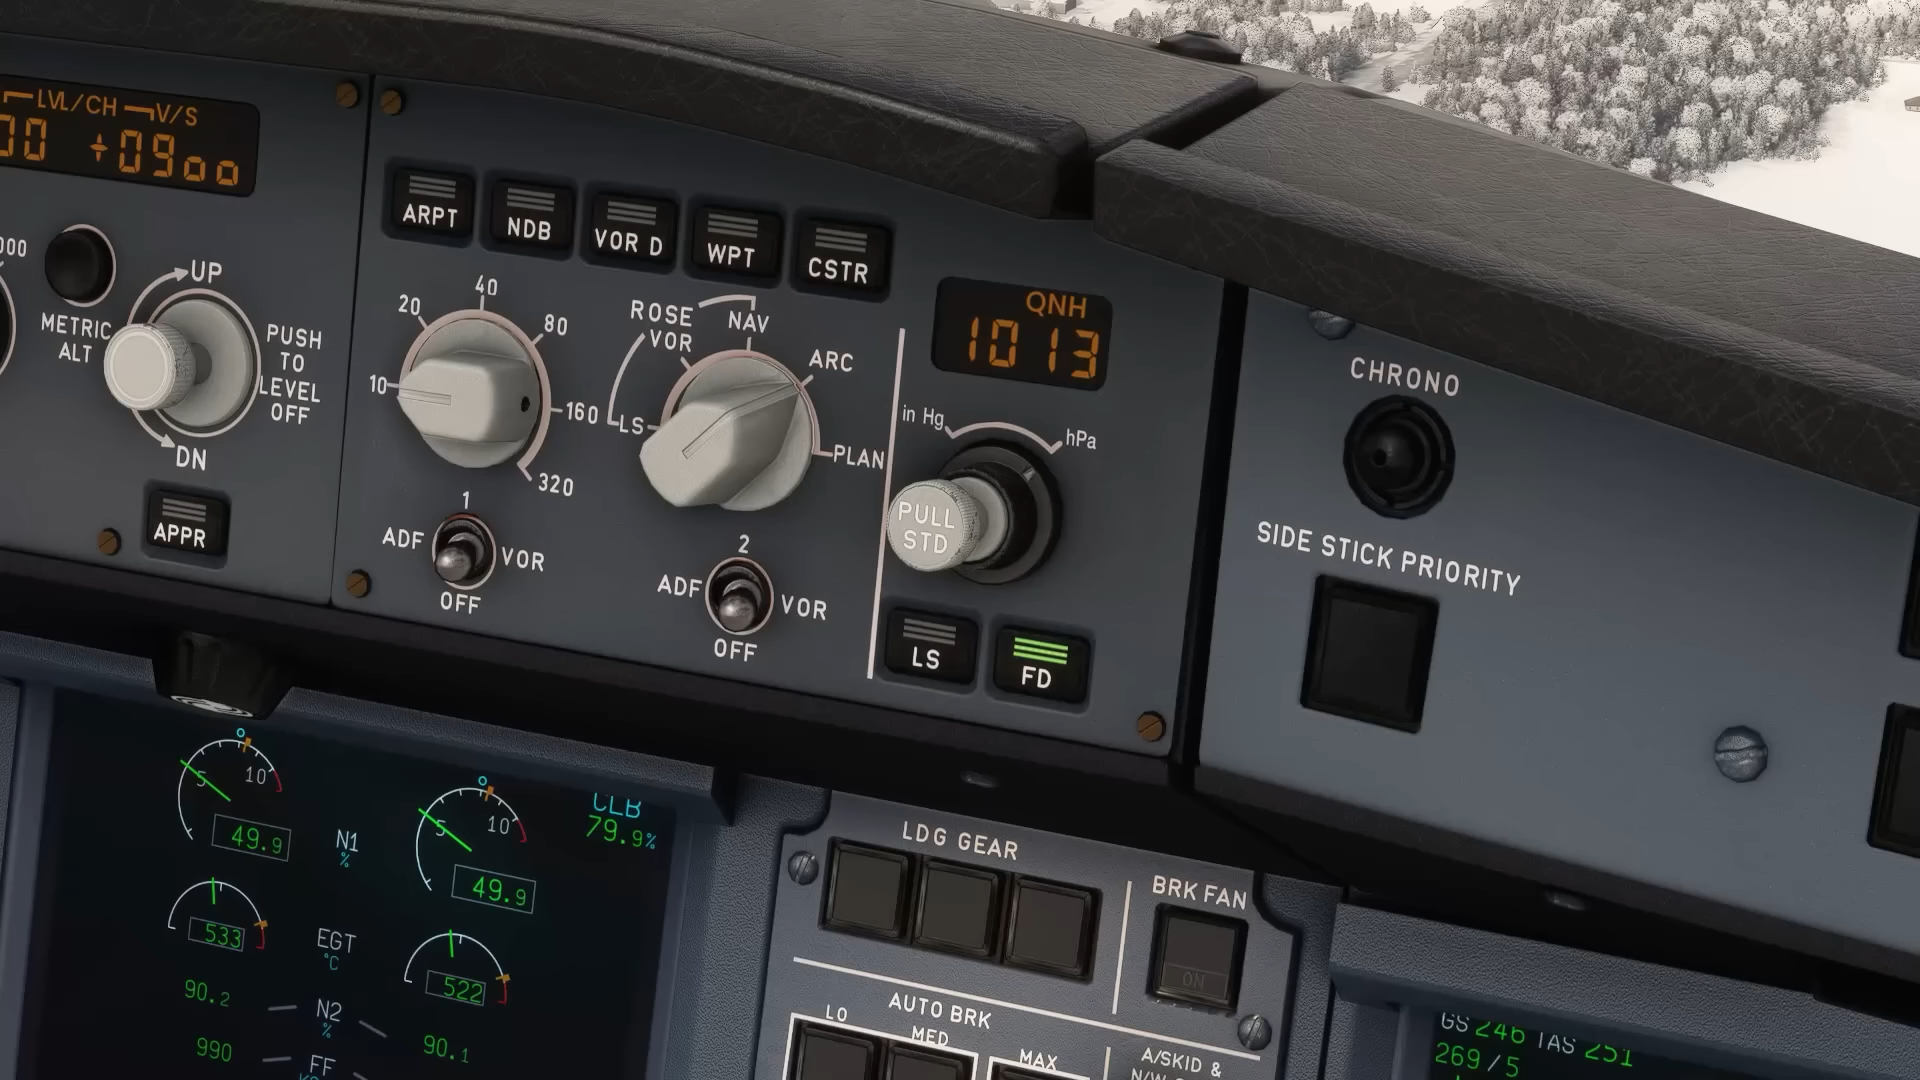 LVL/CH V/S
00 +0900
000
UP
METRIC
ALT
PUSH
TO
LEVEL
OFF
DN
APPR
ARPT
NDB
VOR D
WPT
CSTR
10
20
40
80
160
320
ROSE
LS
VOR
NAV
ARC
PLAN
1
ADF
VOR
OFF
2
ADF
VOR
OFF
QNH
1013
in Hg
hPa
PULL
STD
LS
FD
CHRONO
SIDE STICK PRIORITY
5
10
49.9
N1
%
5
10
49.9
CLB
79.9%
533
EGT
°C
522
90.2
N2
%
90.1
990
FF
LDG GEAR
BRK FAN
ON
AUTO BRK
LO
MED
MAX
A/SKID &
GS 246 TAS 251
269/5